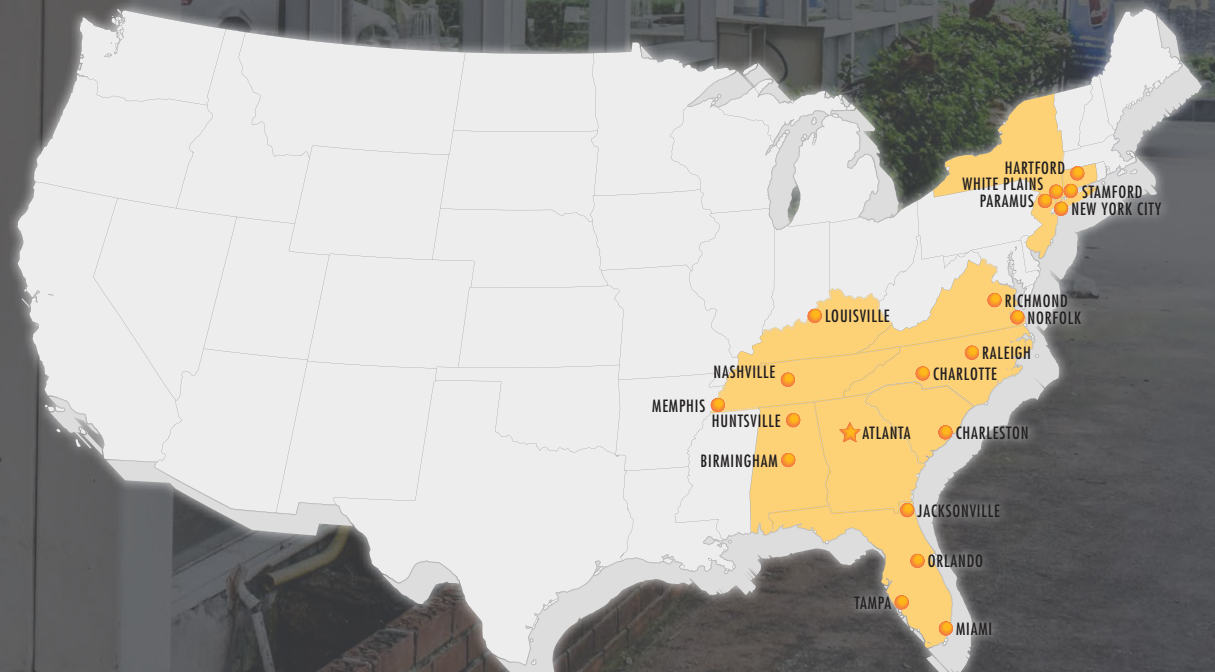 HARTFORD
WHITE PLAINS
STAMFORD
PARAMUS
NEW YORK CITY
RICHMOND
LOUISVILLE
NORFOLK
RALEIGH
NASHVILLE
CHARLOTTE
MEMPHIS
HUNTSVILLE
ATLANTA
CHARLESTON
BIRMINGHAM
JACKSONVILLE
ORLANDO
TAMPA
MIAMI